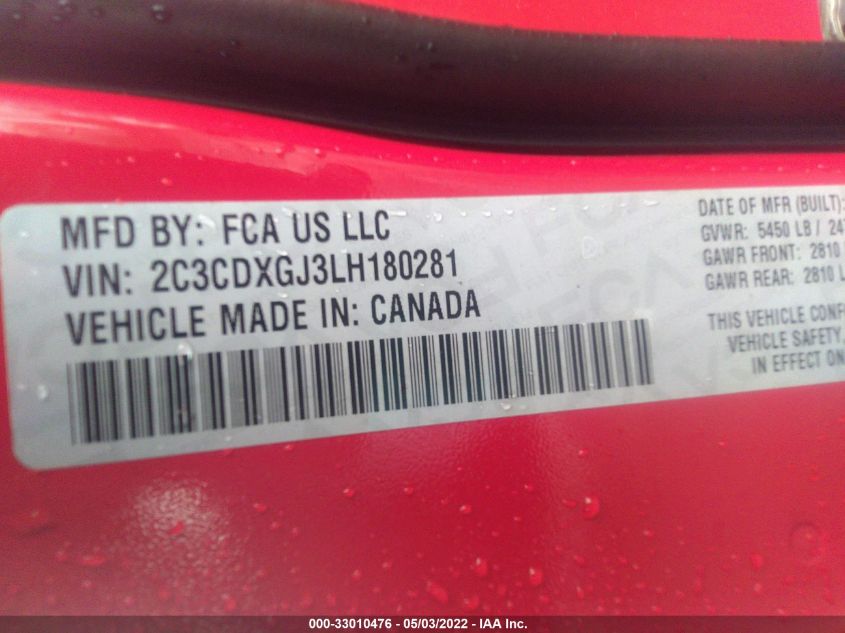 MFD BY: FCA US LLC
VIN: 2C3CDXGJ3LH180281
VEHICLE MADE IN: CANADA
DATE OF MFR (BUILT):
GVWR: 5450 LB / 24
GAWR FRONT: 2810
GAWR REAR: 2810 L
THIS VEHICLE CONF
VEHICLE SAFETY,
IN EFFECT ON
000-33010476 - 05/03/2022 - IAA Inc.